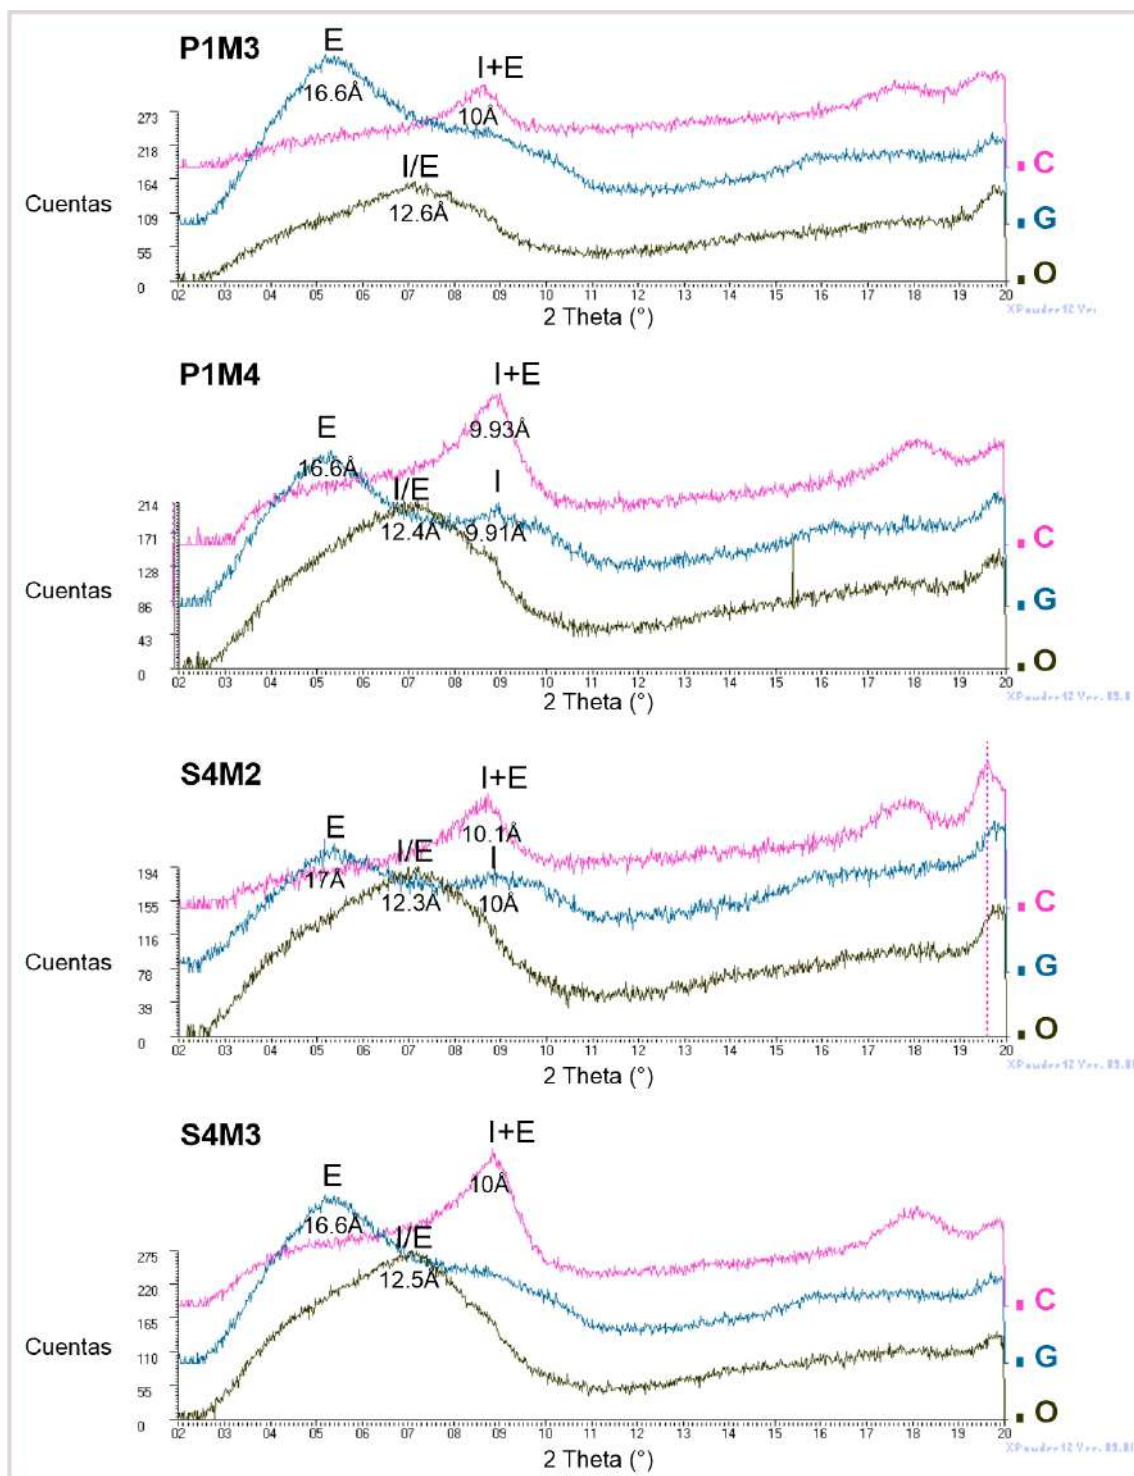 P1M3
E
16.6Å
I+E
10Å
I/E
12.6Å
273
218
164
109
55
0
Cuentas
C
G
O
02 03 04 05 06 07 08 09 10 11 12 13 14 15 16 17 18 19 20
2 Theta (°)
P1M4
I+E
9.93Å
E
16.6Å
I/E
12.4Å
I
9.91Å
214
171
128
86
43
0
Cuentas
C
G
O
02 03 04 05 06 07 08 09 10 11 12 13 14 15 16 17 18 19 20
2 Theta (°)
S4M2
I+E
10.1Å
E
17Å
I/E
12.3Å
I
10Å
194
155
116
78
39
0
Cuentas
C
G
O
02 03 04 05 06 07 08 09 10 11 12 13 14 15 16 17 18 19 20
2 Theta (°)
S4M3
I+E
10Å
E
16.6Å
I/E
12.5Å
275
220
165
110
55
0
Cuentas
C
G
O
02 03 04 05 06 07 08 09 10 11 12 13 14 15 16 17 18 19 20
2 Theta (°)